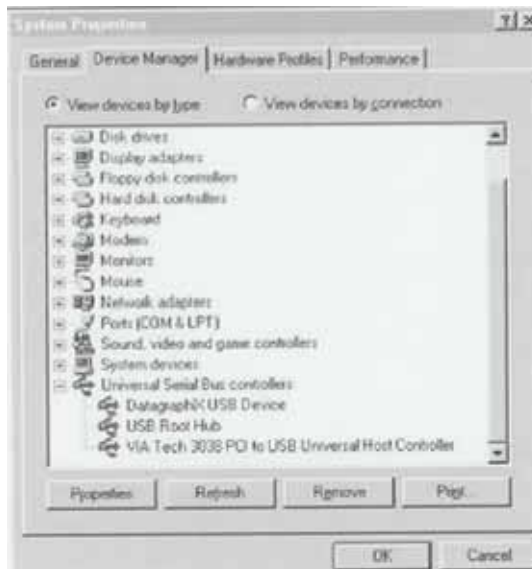 System Properties
General Device Manager Hardware Profiles Performance
View devices by type View devices by connection
Disk drives
Display adapters
Floppy disk controllers
Hard disk controllers
Keyboard
Modem
Monitors
Mouse
Network adapters
Ports (COM & LPT)
Sound, video and game controllers
System devices
Universal Serial Bus controllers
DatagraphiX USB Device
USB Root Hub
VIA Tech 3038 PCI to USB Universal Host Controller
Properties Refresh Remove Print...
OK Cancel